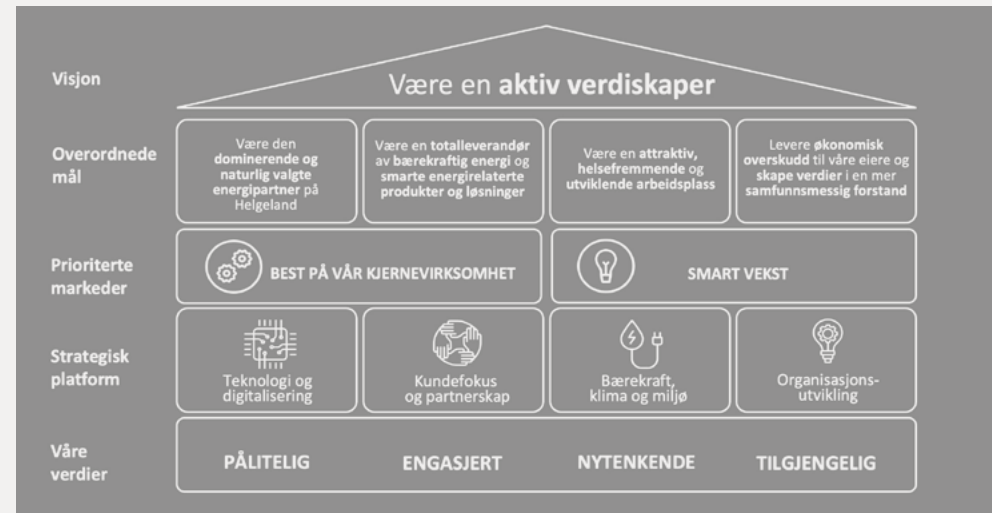 Visjon
Være en aktiv verdiskaper
Overordnede
mål
Være den
dominerende og
naturlig valgte
energipartner på
Helgeland
Være en totalleverandør
av bærekraftig energi og
smarte energirelaterte
produkter og løsninger
Være en attraktiv,
helsefremmende og
utviklende arbeidsplass
Levere økonomisk
overskudd til våre eiere og
skape verdier i en mer
samfunnsmessig forstand
Prioriterte
markeder
BEST PÅ VÅR KJERNEVIRKSOMHET
SMART VEKST
Strategisk
platform
Teknologi og
digitalisering
Kundefokus
og partnerskap
Bærekraft,
klima og miljø
Organisasjons-
utvikling
Våre
verdier
PÅLITELIG
ENGASJERT
NYTENKENDE
TILGJENGELIG